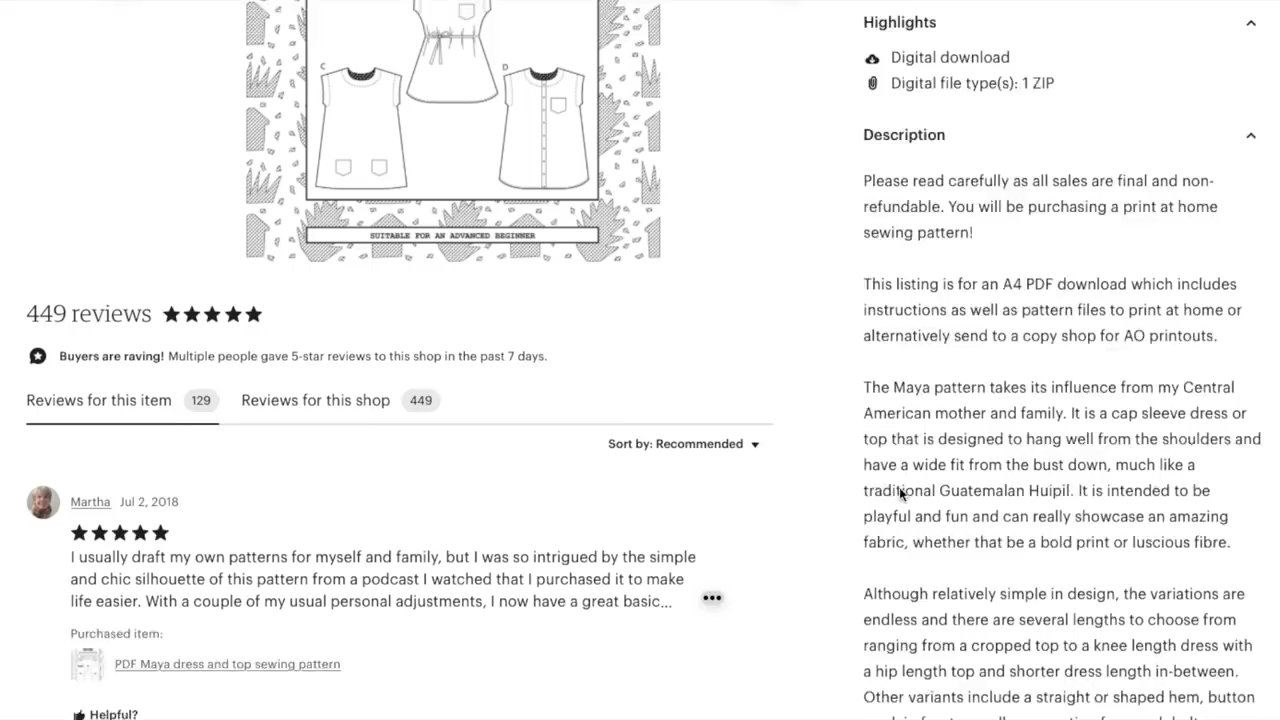 C
D
SUITABLE FOR AN ADVANCED BEGINNER
449 reviews
Buyers are raving! Multiple people gave 5-star reviews to this shop in the past 7 days.
Reviews for this item 129 Reviews for this shop 449
Sort by: Recommended
Martha Jul 2, 2018
I usually draft my own patterns for myself and family, but I was so intrigued by the simple
and chic silhouette of this pattern from a podcast I watched that I purchased it to make
life easier. With a couple of my usual personal adjustments, I now have a great basic...
Purchased item:
PDF Maya dress and top sewing pattern
Helpful?
Highlights
Digital download
Digital file type(s): 1 ZIP
Description
Please read carefully as all sales are final and non-
refundable. You will be purchasing a print at home
sewing pattern!
This listing is for an A4 PDF download which includes
instructions as well as pattern files to print at home or
alternatively send to a copy shop for AO printouts.
The Maya pattern takes its influence from my Central
American mother and family. It is a cap sleeve dress or
top that is designed to hang well from the shoulders and
have a wide fit from the bust down, much like a
traditional Guatemalan Huipil. It is intended to be
playful and fun and can really showcase an amazing
fabric, whether that be a bold print or luscious fibre.
Although relatively simple in design, the variations are
endless and there are several lengths to choose from
ranging from a cropped top to a knee length dress with
a hip length top and shorter dress length in-between.
Other variants include a straight or shaped hem, button